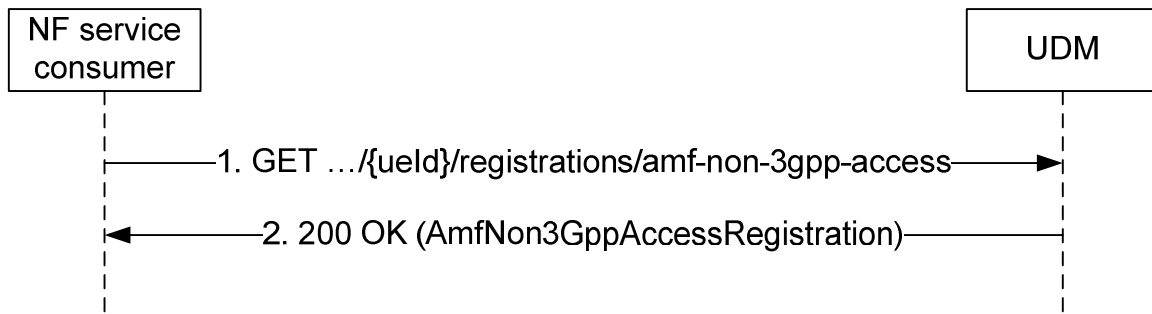 NF service
consumer
UDM
1. GET …/{ueId}/registrations/amf-non-3gpp-access
2. 200 OK (AmfNon3GppAccessRegistration)